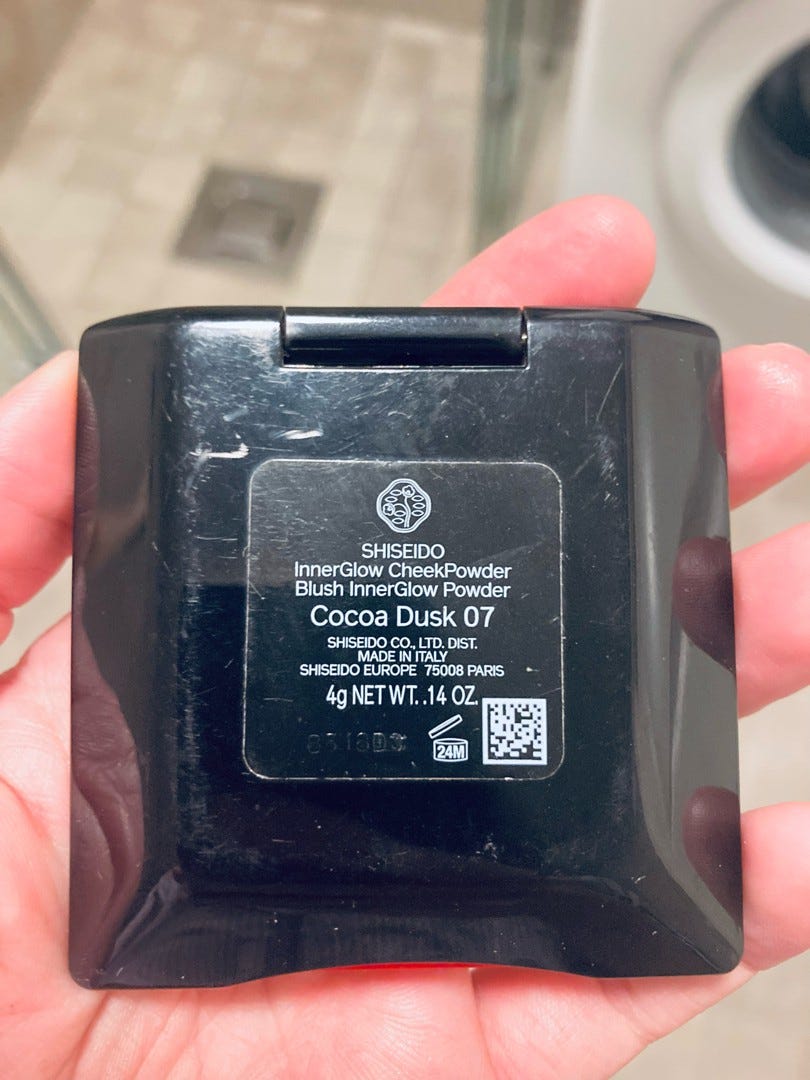 SHISEIDO
InnerGlow CheekPowder
Blush InnerGlow Powder
Cocoa Dusk 07
SHISEIDO CO., LTD. DIST.
MADE IN ITALY
SHISEIDO EUROPE 75008 PARIS
4g NET WT. .14 OZ.
24M